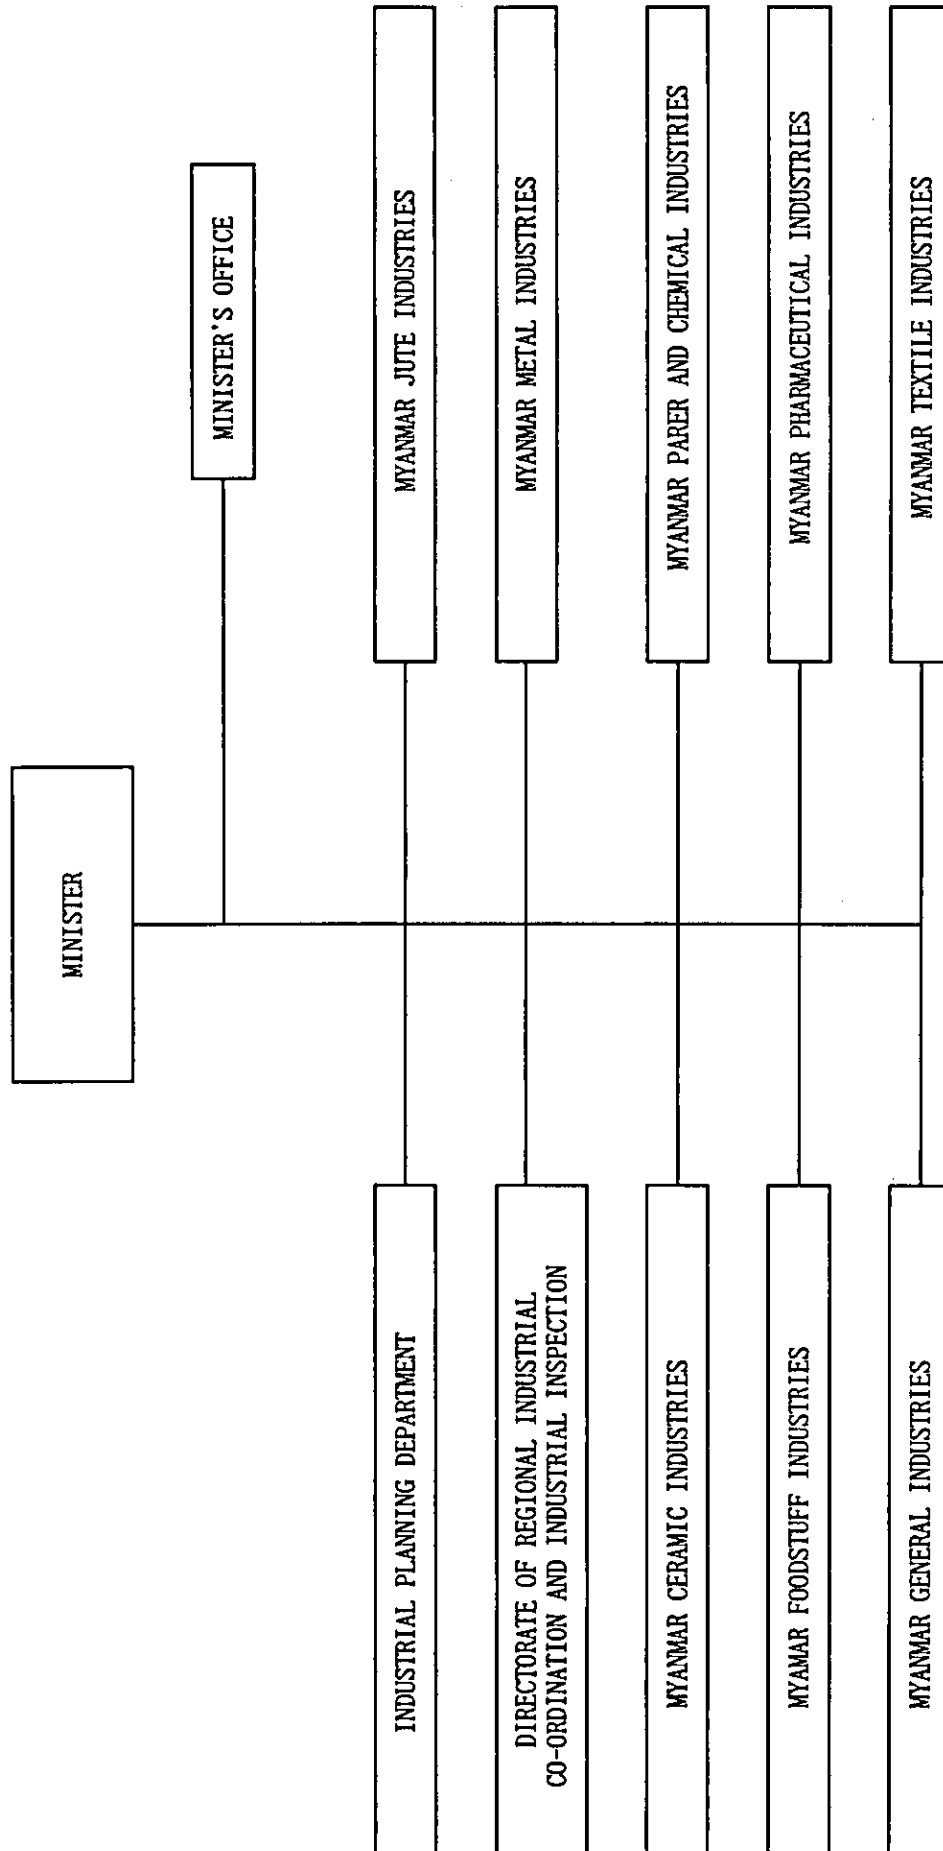 MINISTER
MINISTER'S OFFICE
INDUSTRIAL PLANNING DEPARTMENT
MYANMAR JUTE INDUSTRIES
DIRECTORATE OF REGIONAL INDUSTRIAL
CO-ORDINATION AND INDUSTRIAL INSPECTION
MYANMAR METAL INDUSTRIES
MYANMAR CERAMIC INDUSTRIES
MYANMAR PARER AND CHEMICAL INDUSTRIES
MYAMAR FOODSTUFF INDUSTRIES
MYANMAR PHARMACEUTICAL INDUSTRIES
MYANMAR GENERAL INDUSTRIES
MYANMAR TEXTILE INDUSTRIES